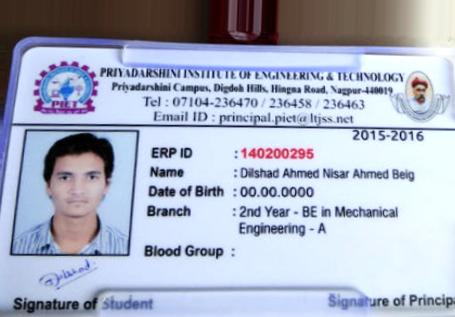 PRIYADARSHINI INSTITUTE OF ENGINEERING & TECHNOLOGY
Priyadarshini Campus, Digdoh Hills, Hingna Road, Nagpur-440019
Tel : 07104-236470 / 236458 / 236463
Email ID : principal.piet@ltjss.net
PIET
2015-2016
ERP ID : 140200295
Name : Dilshad Ahmed Nisar Ahmed Beig
Date of Birth : 00.00.0000
Branch : 2nd Year - BE in Mechanical
Engineering - A
Blood Group :
Dilshad
Signature of Student Signature of Principa